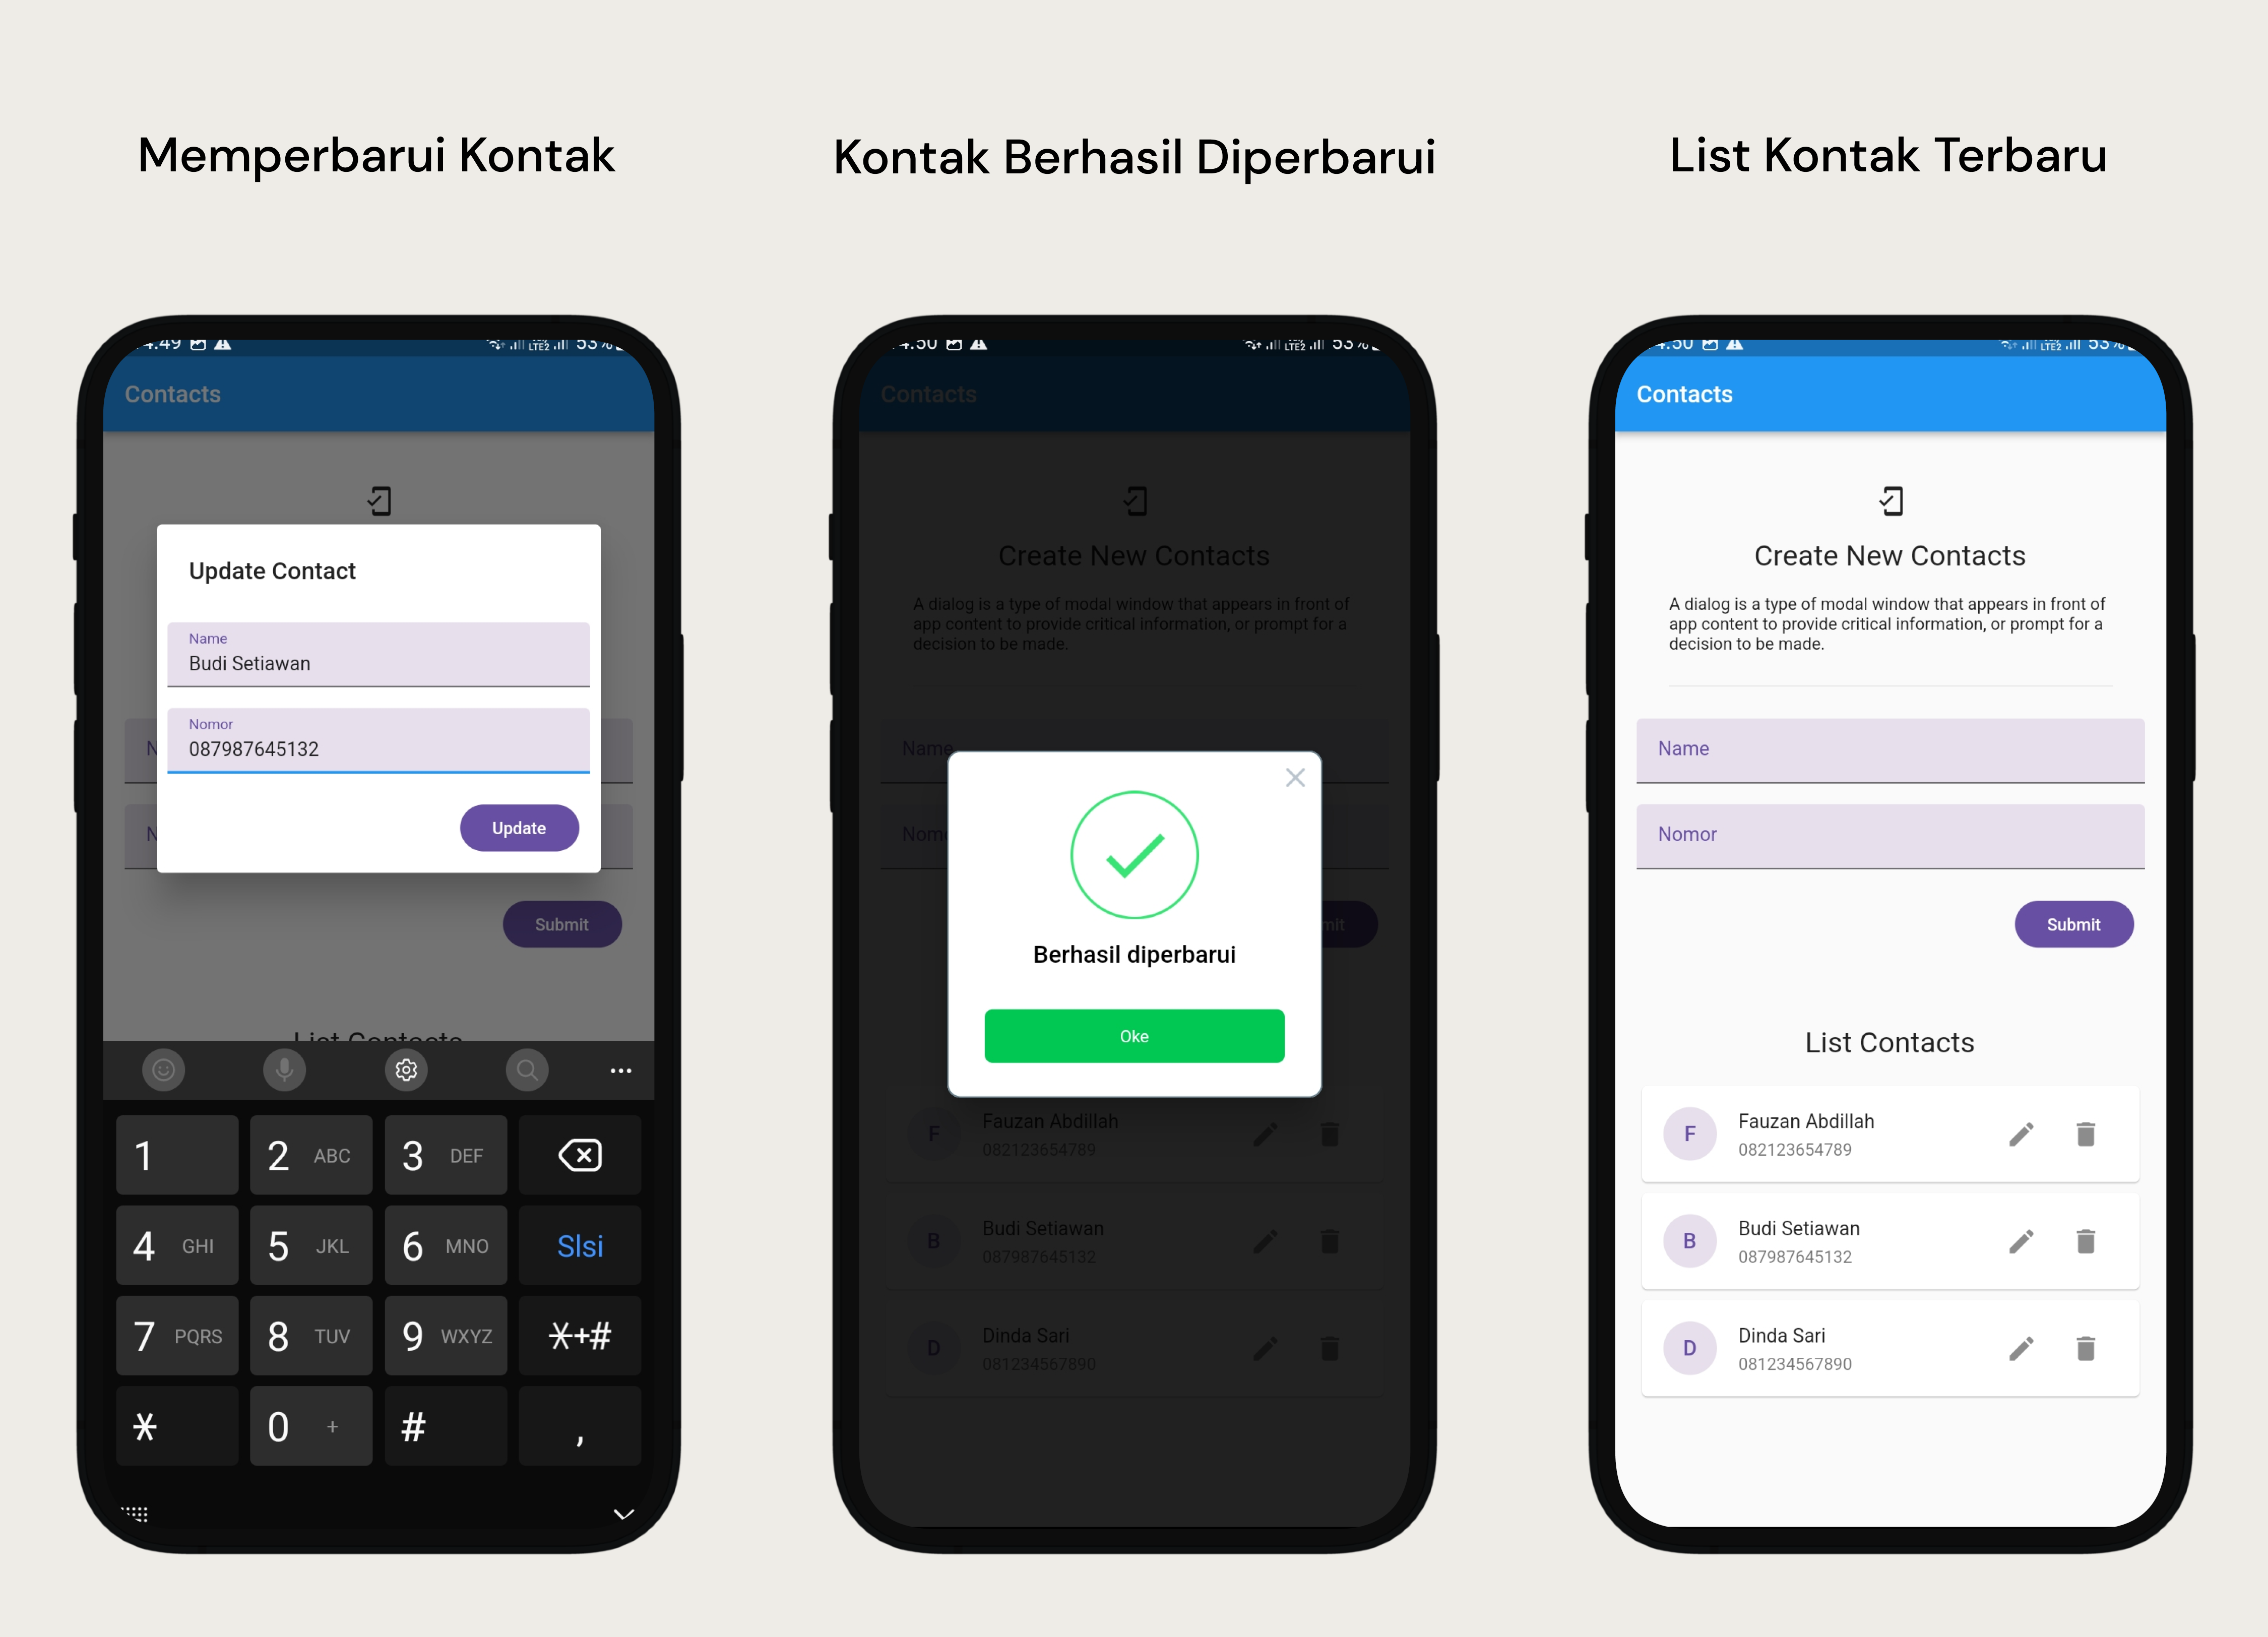 Memperbarui Kontak
Kontak Berhasil Diperbarui
List Kontak Terbaru
4:49
LTE2
53%
Contacts
Update Contact
Name
Budi Setiawan
Nomor
087987645132
Update
Submit
List Contacts
1
2 ABC
3 DEF
4 GHI
5 JKL
6 MNO
Slsi
7 PQRS
8 TUV
9 WXYZ
*+#
*
0 +
#
,
4:50
LTE2
53%
Contacts
Create New Contacts
A dialog is a type of modal window that appears in front of
app content to provide critical information, or prompt for a
decision to be made.
Name
Nomor
mit
Berhasil diperbarui
Oke
F
Fauzan Abdillah
082123654789
B
Budi Setiawan
087987645132
D
Dinda Sari
081234567890
4:50
LTE2
53%
Contacts
Create New Contacts
A dialog is a type of modal window that appears in front of
app content to provide critical information, or prompt for a
decision to be made.
Name
Nomor
Submit
List Contacts
F
Fauzan Abdillah
082123654789
B
Budi Setiawan
087987645132
D
Dinda Sari
081234567890